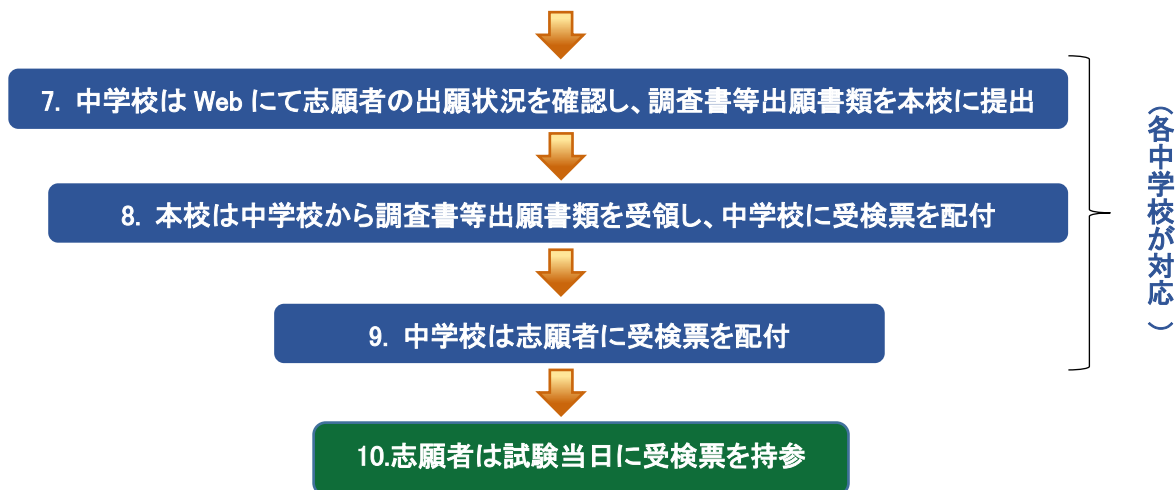 7. 中学校は Web にて志願者の出願状況を確認し、調査書等出願書類を本校に提出
8. 本校は中学校から調査書等出願書類を受領し、中学校に受検票を配付
9. 中学校は志願者に受検票を配付
10.志願者は試験当日に受検票を持参
（各中学校が対応）